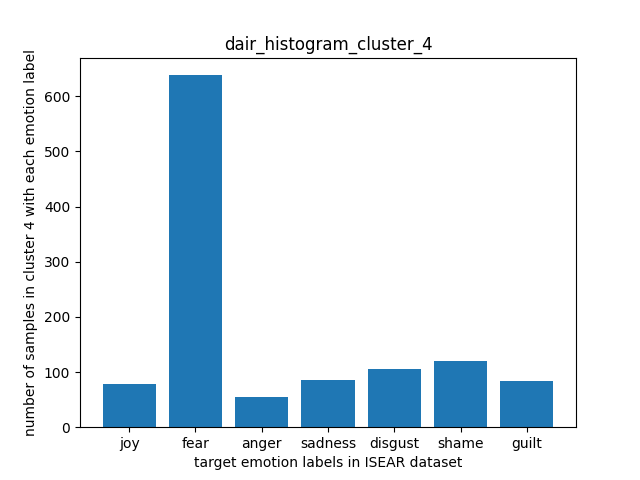 dair_histogram_cluster_4
number of samples in cluster 4 with each emotion label
600
500
400
300
200
100
0
joy fear anger sadness disgust shame guilt
target emotion labels in ISEAR dataset